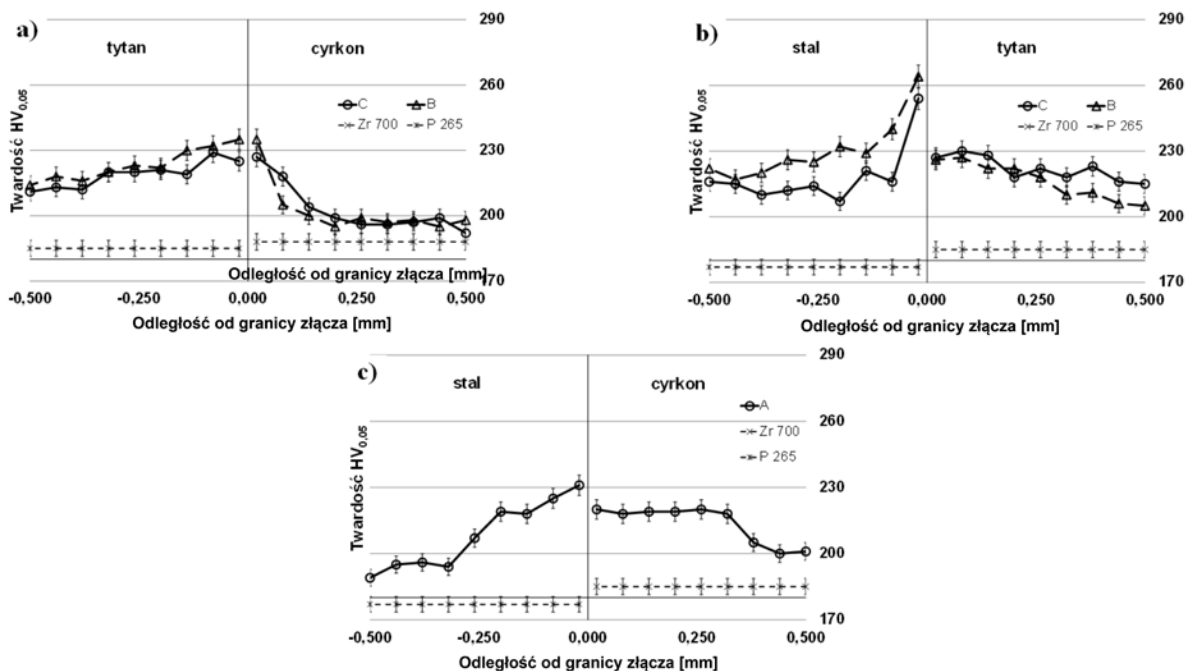 a)
tytan
cyrkon
Twardość HV0,05
290
260
230
200
170
C
B
Zr 700
P 265
Odległość od granicy złącza [mm]
-0,500
-0,250
0,000
0,250
0,500
Odległość od granicy złącza [mm]
b)
stal
tytan
Twardość HV0,05
290
260
230
200
170
C
B
Zr 700
P 265
-0,500
-0,250
0,000
0,250
0,500
Odległość od granicy złącza [mm]
c)
stal
cyrkon
Twardość HV0,05
290
260
230
200
170
A
Zr 700
P 265
-0,500
-0,250
0,000
0,250
0,500
Odległość od granicy złącza [mm]